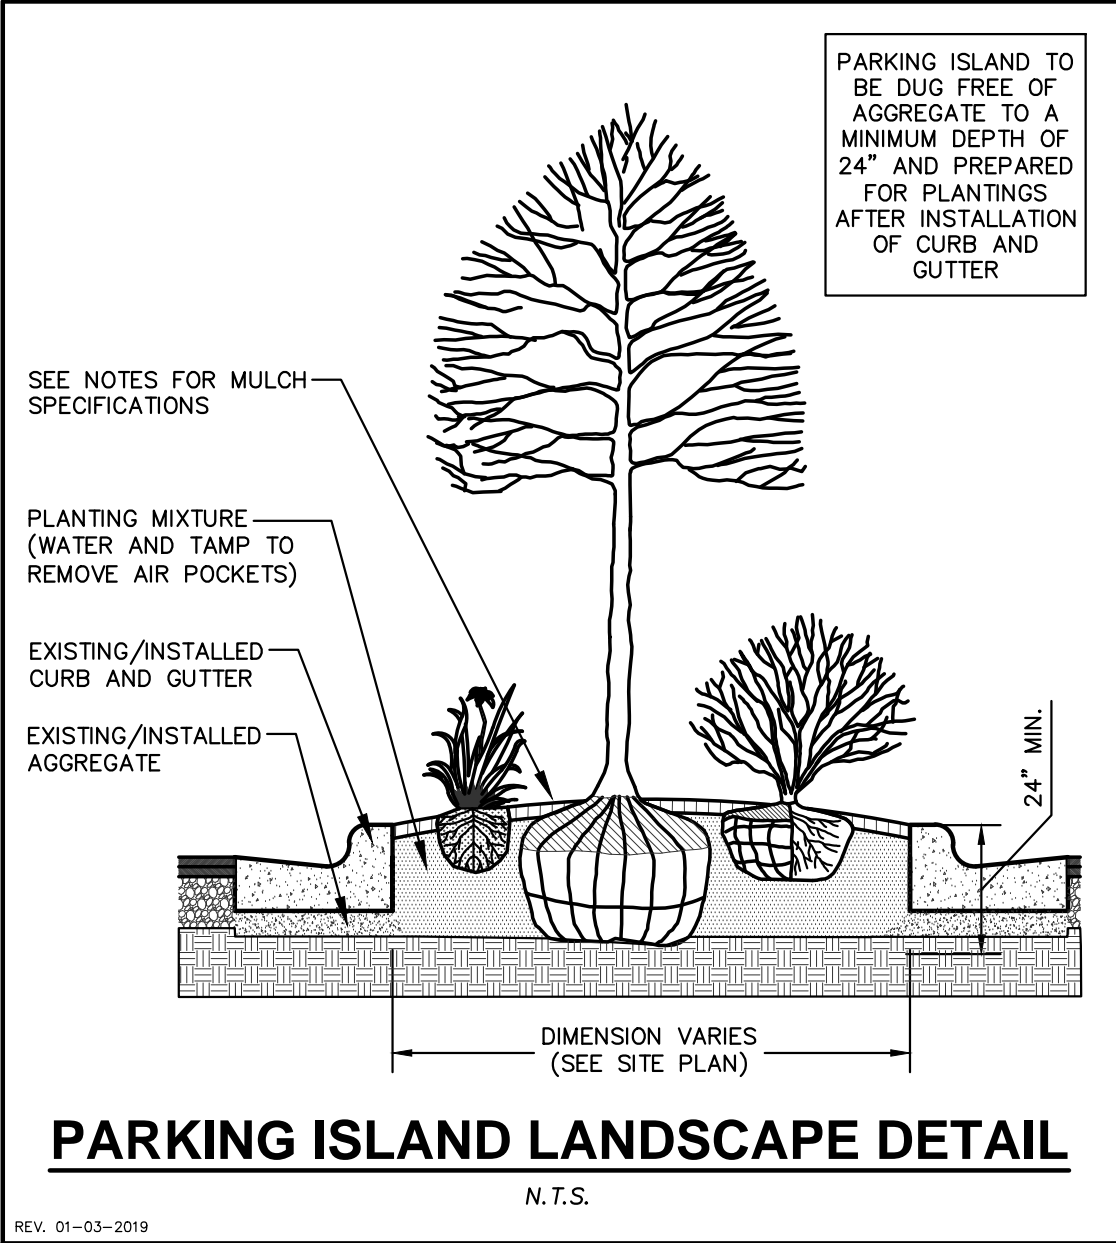 PARKING ISLAND TO
BE DUG FREE OF
AGGREGATE TO A
MINIMUM DEPTH OF
24" AND PREPARED
FOR PLANTINGS
AFTER INSTALLATION
OF CURB AND
GUTTER
SEE NOTES FOR MULCH
SPECIFICATIONS
PLANTING MIXTURE
(WATER AND TAMP TO
REMOVE AIR POCKETS)
EXISTING/INSTALLED
CURB AND GUTTER
EXISTING/INSTALLED
AGGREGATE
24" MIN.
DIMENSION VARIES
(SEE SITE PLAN)
PARKING ISLAND LANDSCAPE DETAIL
N.T.S.
REV. 01-03-2019